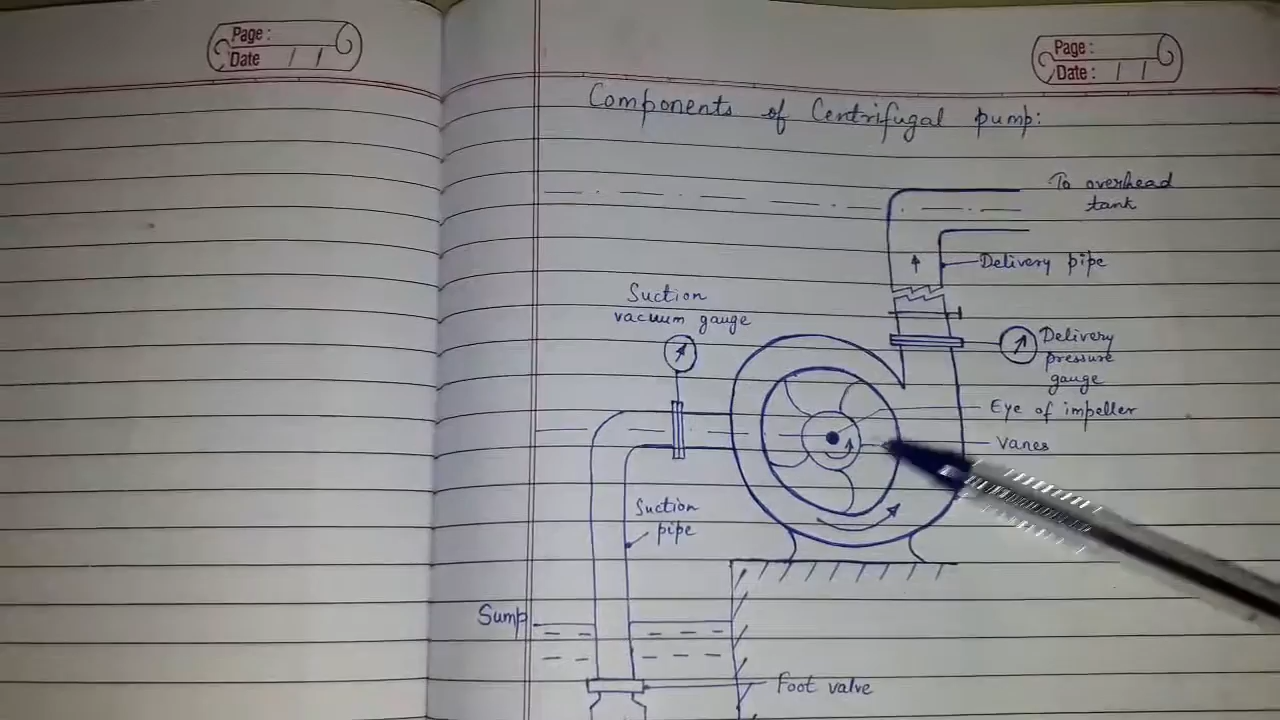 Page :
Date / /
Page :
Date : / /
Components of Centrifugal pump:
To overhead
tank
Delivery pipe
Suction
vacuum gauge
Delivery
pressure
gauge
Eye of impeller
Vanes
Suction
pipe
Sump
Foot valve